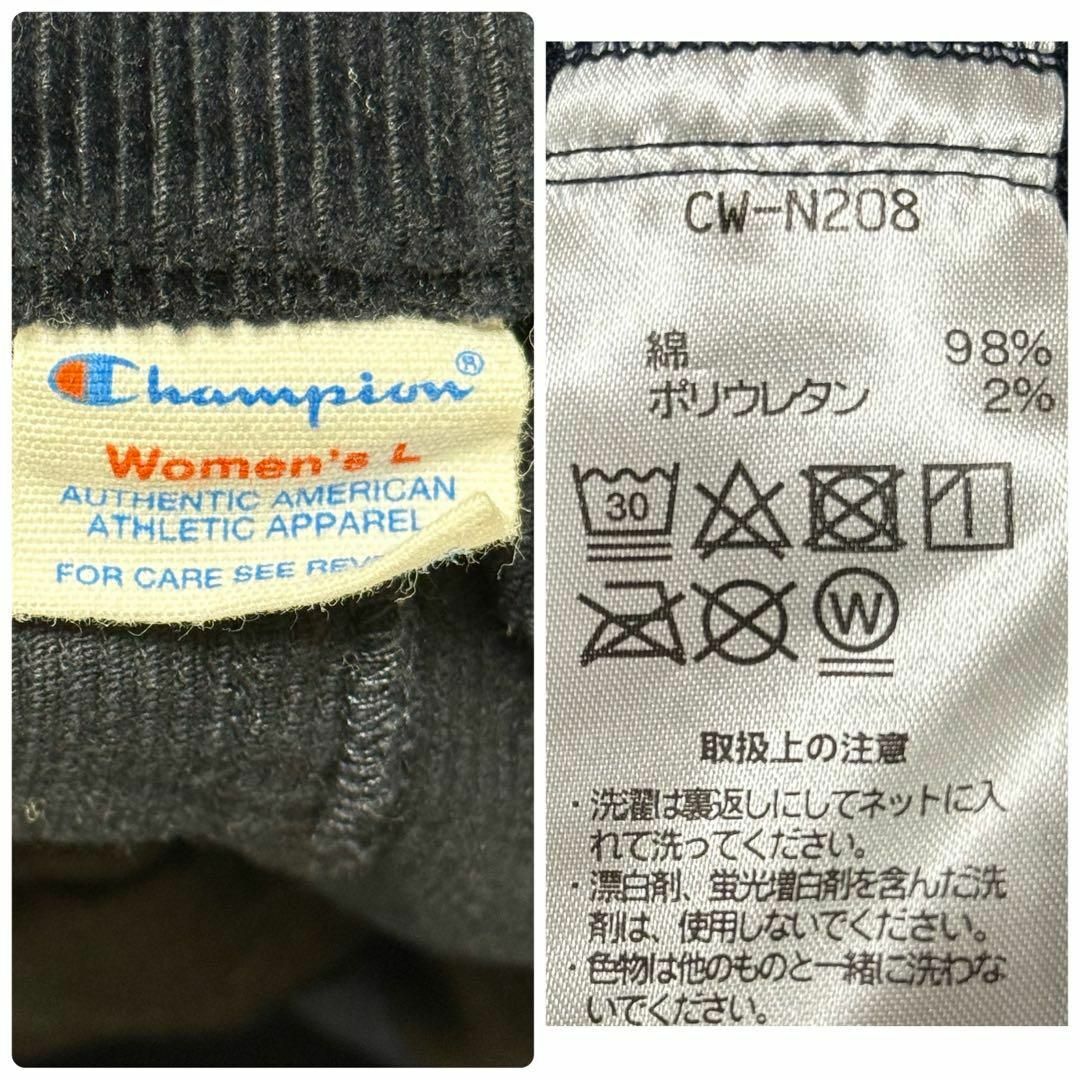 Champion®
Women's L
AUTHENTIC AMERICAN
ATHLETIC APPAREL
FOR CARE SEE
CW-N208
綿 98%
ポリウレタン 2%
30
W
取扱上の注意
・洗濯は裏返しにしてネットに入
れて洗ってください。
・漂白剤、蛍光増白剤を含んだ洗
剤は、使用しないでください。
・色物は他のものと一緒に洗わな
いでください。